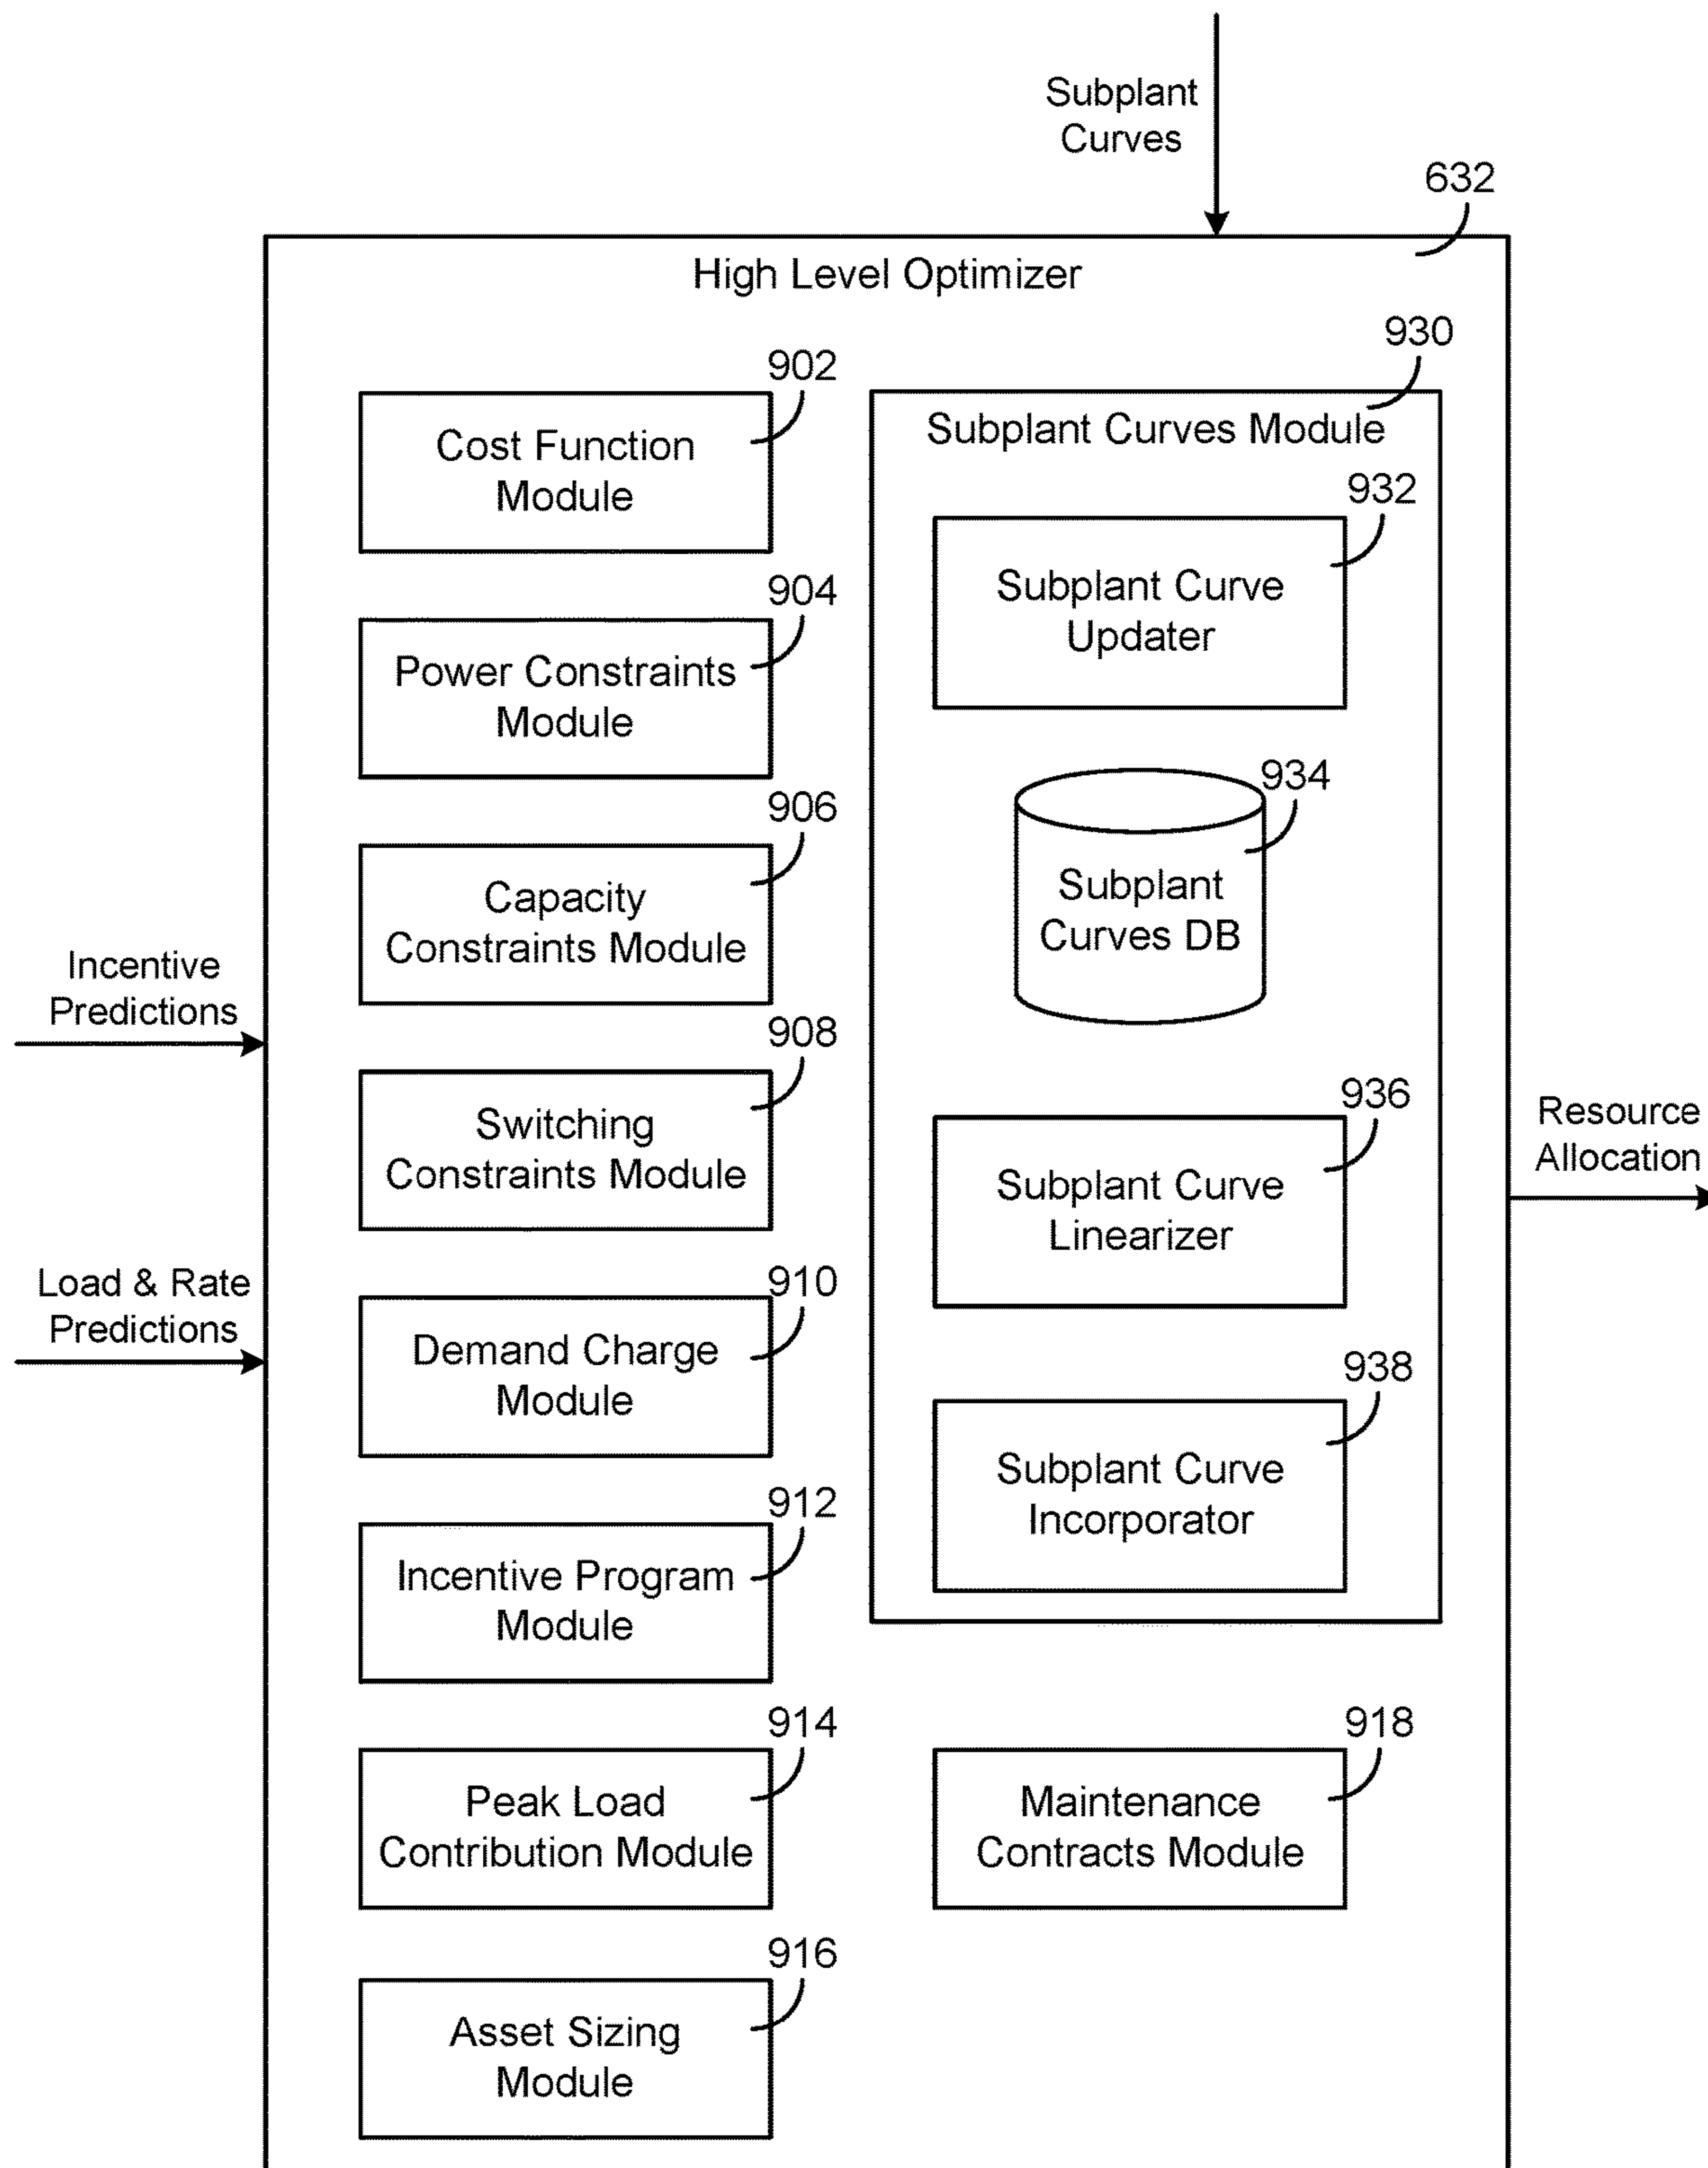 Subplant
Curves
632
High Level Optimizer
930
902
Cost Function
Module
Subplant Curves Module
932
Subplant Curve
Updater
904
Power Constraints
Module
934
Subplant
Curves DB
906
Capacity
Constraints Module
Incentive
Predictions
908
Switching
Constraints Module
936
Subplant Curve
Linearizer
Resource
Allocation
Load & Rate
Predictions
910
Demand Charge
Module
938
Subplant Curve
Incorporator
912
Incentive Program
Module
914
Peak Load
Contribution Module
918
Maintenance
Contracts Module
916
Asset Sizing
Module